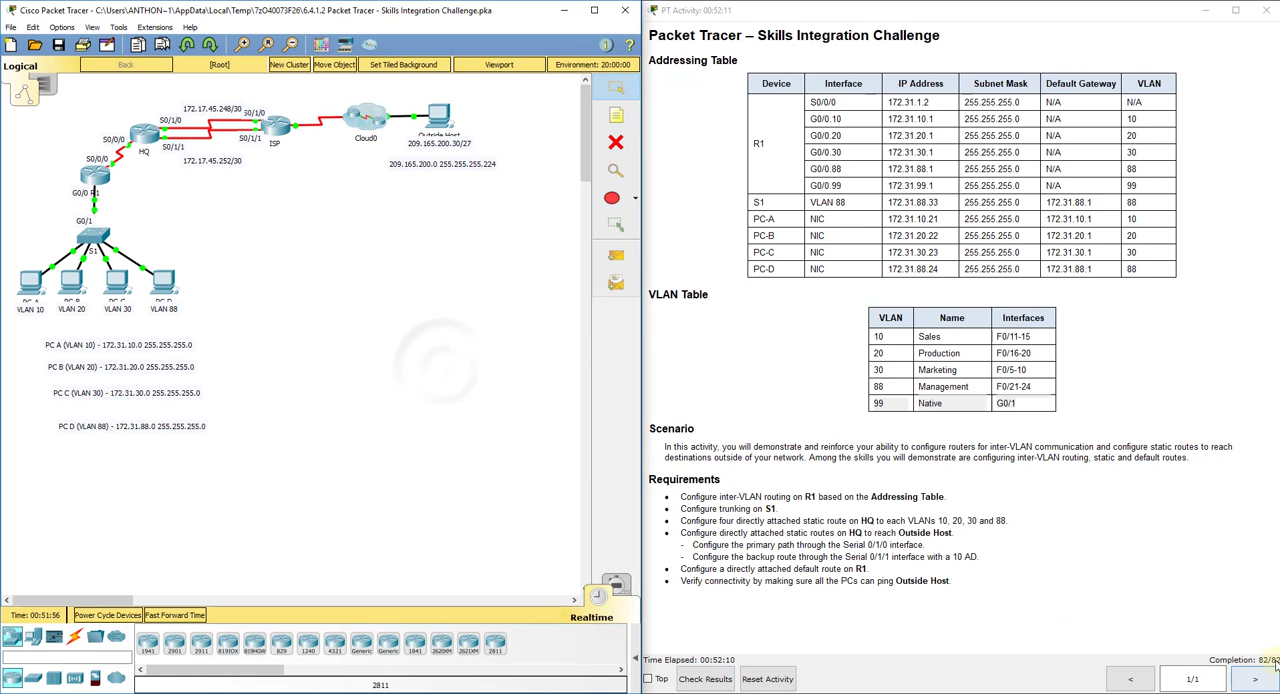 Cisco Packet Tracer - C:\Users\ANTHON~1\AppData\Local\Temp\7zO40073F26\6.4.1.2 Packet Tracer - Skills Integration Challenge.pka
File Edit Options View Tools Extensions Help
Logical
Back
[Root]
New Cluster
Move Object
Set Tiled Background
Viewport
Environment: 20:00:00
172.17.45.248/30
S0/1/0
S0/1/0
S0/1/1
S0/1/1
HQ
ISP
Cloud0
Outside Host
209.165.200.30/27
209.165.200.0 255.255.255.224
172.17.45.252/30
S0/0/0
S0/0/0
G0/0 R1
G0/1
S1
VLAN 10
VLAN 20
VLAN 30
VLAN 88
PC A (VLAN 10) - 172.31.10.0 255.255.255.0
PC B (VLAN 20) - 172.31.20.0 255.255.255.0
PC C (VLAN 30) - 172.31.30.0 255.255.255.0
PC D (VLAN 88) - 172.31.88.0 255.255.255.0
Time: 00:51:56
Power Cycle Devices
Fast Forward Time
Realtime
1941 2901 2911 819IOX 819HGW 829 1240 4321 Generic Generic 1841 2620XM 2621XM 2811
2811
PT Activity: 00:52:11
Packet Tracer – Skills Integration Challenge
Addressing Table
Device Interface IP Address Subnet Mask Default Gateway VLAN
R1
S0/0/0 172.31.1.2 255.255.255.0 N/A N/A
G0/0.10 172.31.10.1 255.255.255.0 N/A 10
G0/0.20 172.31.20.1 255.255.255.0 N/A 20
G0/0.30 172.31.30.1 255.255.255.0 N/A 30
G0/0.88 172.31.88.1 255.255.255.0 N/A 88
G0/0.99 172.31.99.1 255.255.255.0 N/A 99
S1 VLAN 88 172.31.88.33 255.255.255.0 172.31.88.1 88
PC-A NIC 172.31.10.21 255.255.255.0 172.31.10.1 10
PC-B NIC 172.31.20.22 255.255.255.0 172.31.20.1 20
PC-C NIC 172.31.30.23 255.255.255.0 172.31.30.1 30
PC-D NIC 172.31.88.24 255.255.255.0 172.31.88.1 88
VLAN Table
VLAN Name Interfaces
10 Sales F0/11-15
20 Production F0/16-20
30 Marketing F0/5-10
88 Management F0/21-24
99 Native G0/1
Scenario
In this activity, you will demonstrate and reinforce your ability to configure routers for inter-VLAN communication and configure static routes to reach
destinations outside of your network. Among the skills you will demonstrate are configuring inter-VLAN routing, static and default routes.
Requirements
• Configure inter-VLAN routing on R1 based on the Addressing Table.
• Configure trunking on S1.
• Configure four directly attached static route on HQ to each VLANs 10, 20, 30 and 88.
• Configure directly attached static routes on HQ to reach Outside Host.
- Configure the primary path through the Serial 0/1/0 interface.
- Configure the backup route through the Serial 0/1/1 interface with a 10 AD.
• Configure a directly attached default route on R1.
• Verify connectivity by making sure all the PCs can ping Outside Host.
Time Elapsed: 00:52:10
Completion: 82/82
Top
Check Results
Reset Activity
<
1/1
>